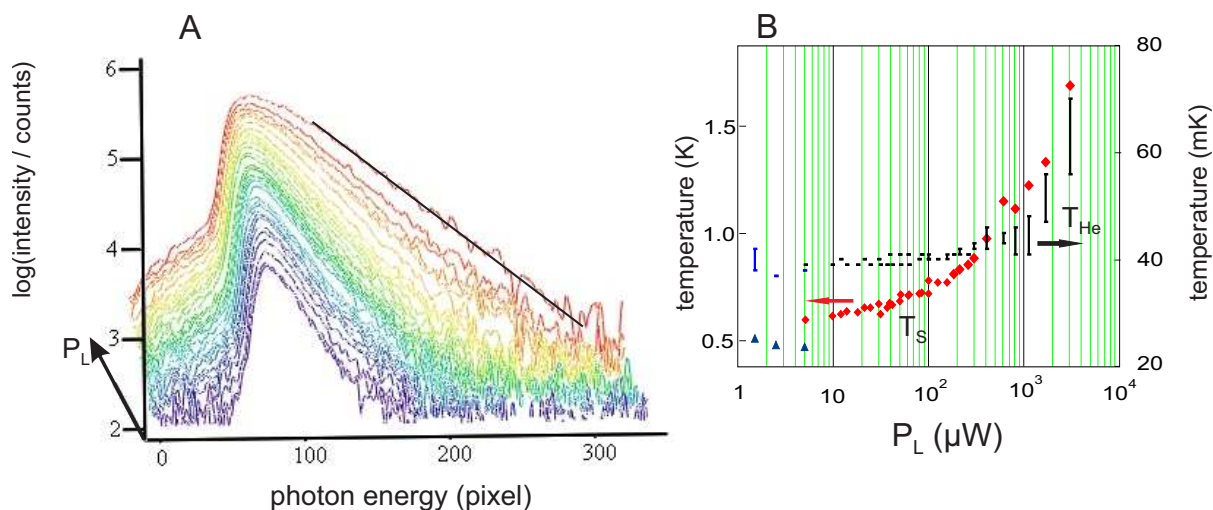 A
log(intensity / counts)
6
5
4
3
2
P_L
0 100 200 300
photon energy (pixel)
B
temperature (K)
1.5
1.0
0.5
80
60
40
20
temperature (mK)
T_He
T_S
1 10 10^2 10^3 10^4
P_L (µW)